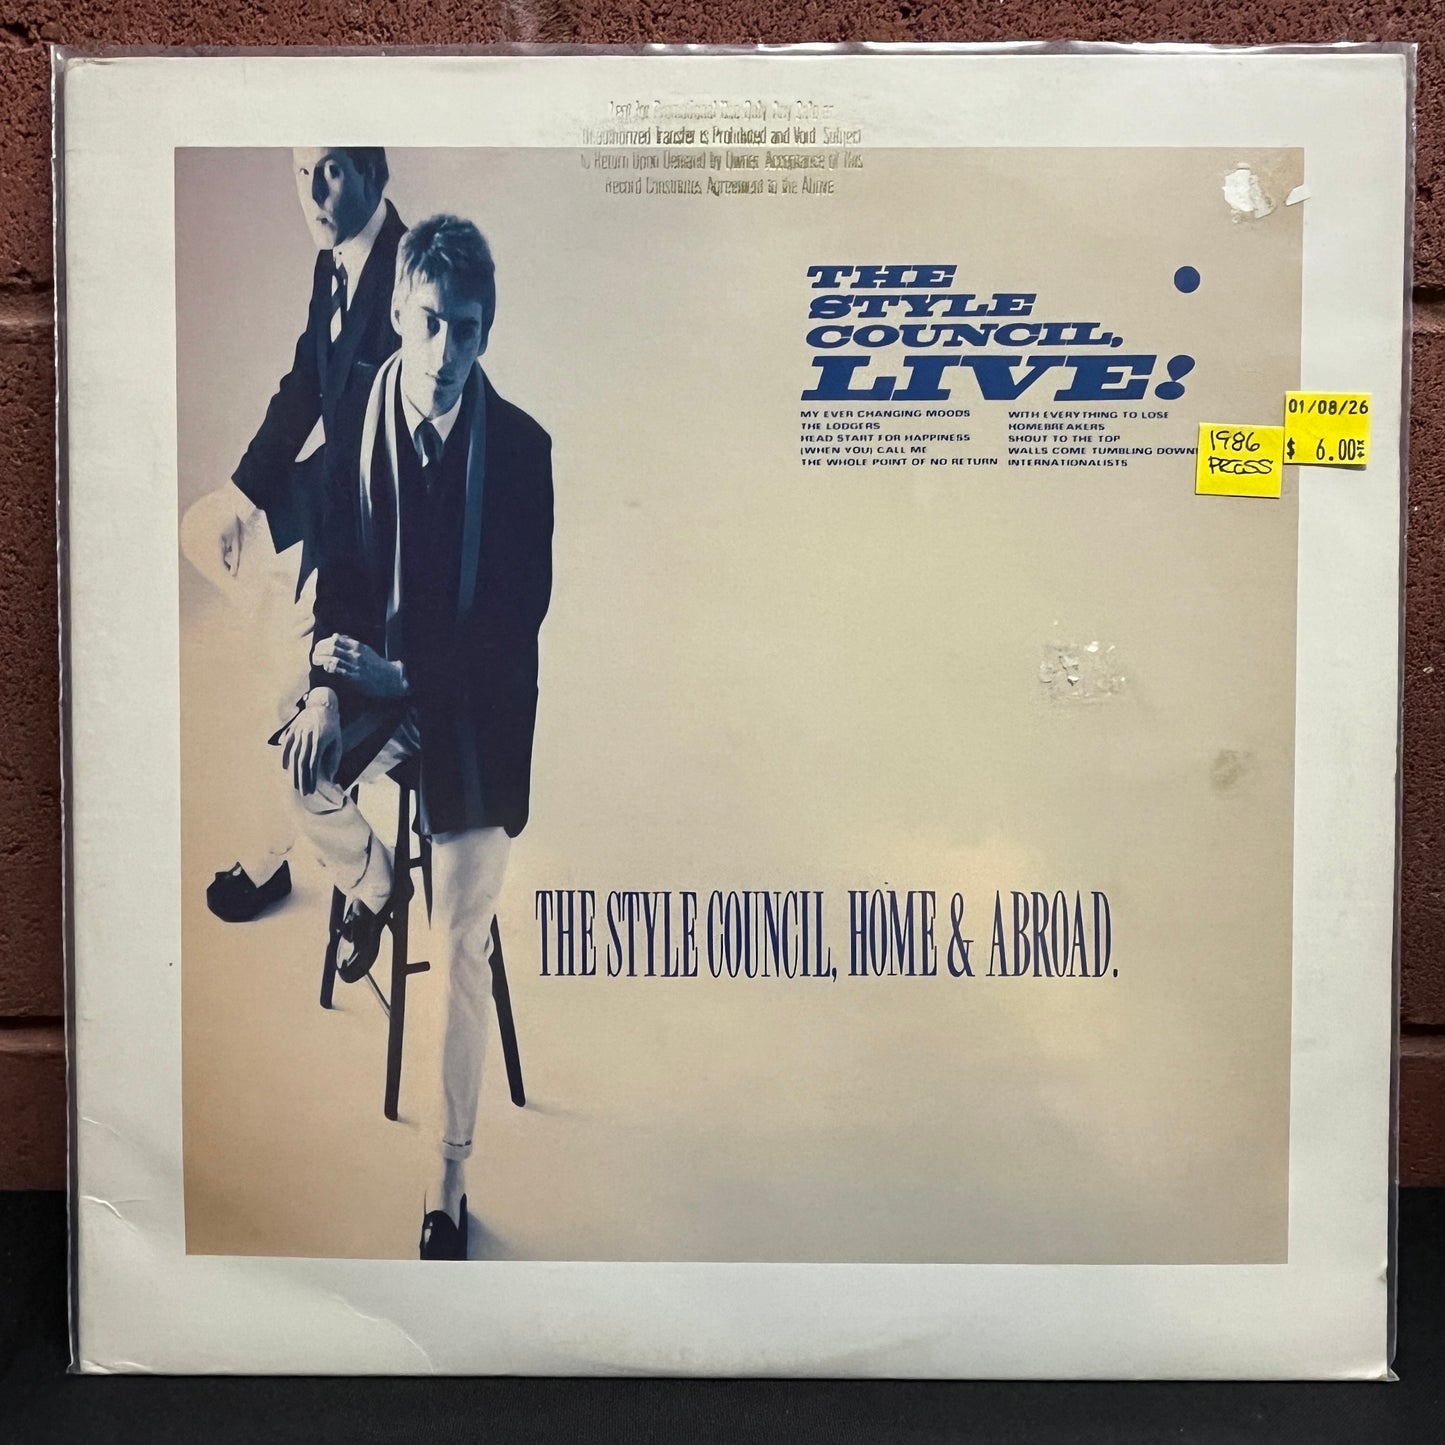 Lent for Promotional Use Only Any Sale or
Unauthorized Transfer is Prohibited and Void Subject
to Return Upon Demand by Owner Acceptance of this
Record Constitutes Agreement to the Above
THE
STYLE
COUNCIL,
LIVE!
MY EVER CHANGING MOODS
THE LODGERS
HEAD START FOR HAPPINESS
(WHEN YOU) CALL ME
THE WHOLE POINT OF NO RETURN
WITH EVERYTHING TO LOSE
HOMEBREAKERS
SHOUT TO THE TOP
WALLS COME TUMBLING DOWN!
INTERNATIONALISTS
1986
PRESS
01/08/26
$ 6.00
THE STYLE COUNCIL, HOME & ABROAD.